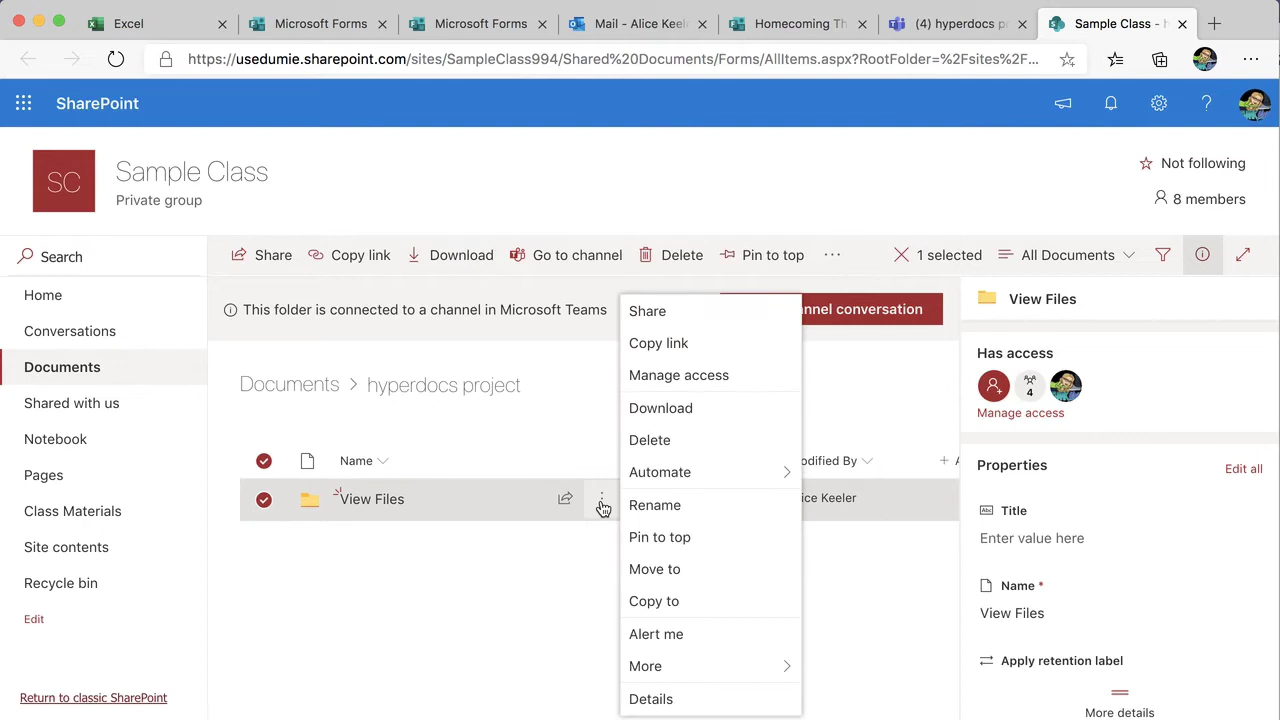 Excel
Microsoft Forms
Microsoft Forms
Mail - Alice Keele
Homecoming Th
(4) hyperdocs p
Sample Class - h
https://usedumie.sharepoint.com/sites/SampleClass994/Shared%20Documents/Forms/AllItems.aspx?RootFolder=%2Fsites%2F...
SharePoint
SC
Sample Class
Private group
Not following
8 members
Search
Share
Copy link
Download
Go to channel
Delete
Pin to top
1 selected
All Documents
Home
Conversations
Documents
Shared with us
Notebook
Pages
Class Materials
Site contents
Recycle bin
Edit
Return to classic SharePoint
This folder is connected to a channel in Microsoft Teams
nnel conversation
Documents > hyperdocs project
Name
odified By
+ A
View Files
ice Keeler
Share
Copy link
Manage access
Download
Delete
Automate
Rename
Pin to top
Move to
Copy to
Alert me
More
Details
View Files
Has access
4
Manage access
Properties
Edit all
Abc Title
Enter value here
Name *
View Files
Apply retention label
More details